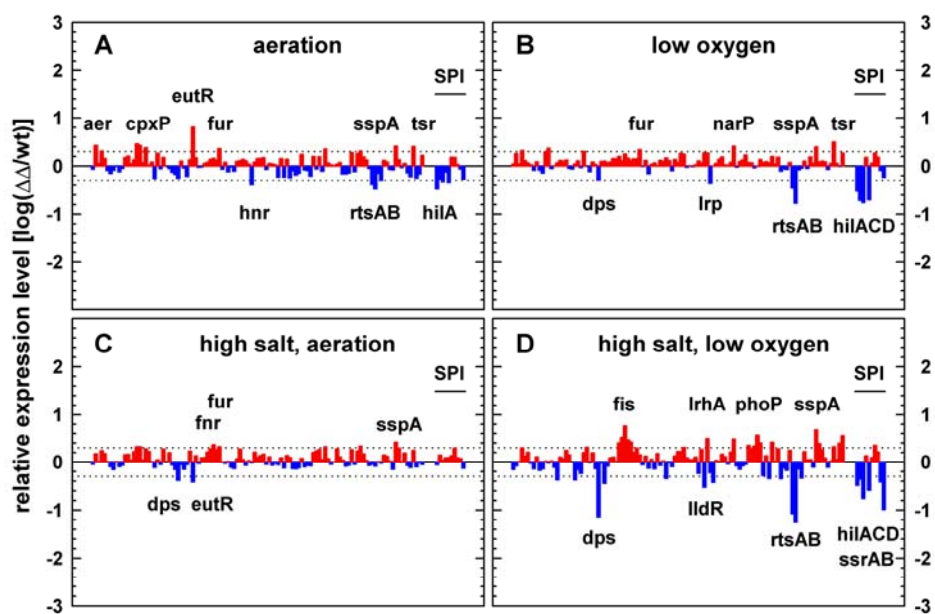 relative expression level [log(ΔΔ/wt)]
A
aeration
SPI
eutR
aer cpxP fur sspA tsr
hnr rtsAB hilA
3
2
1
0
-1
-2
B
low oxygen
SPI
fur narP sspA tsr
dps lrp
rtsAB hilACD
3
2
1
0
-1
-2
C
high salt, aeration
SPI
fur
fnr sspA
dps eutR
2
1
0
-1
-2
-3
D
high salt, low oxygen
SPI
fis lrhA phoP sspA
lldR
dps rtsAB hilACD
ssrAB
2
1
0
-1
-2
-3